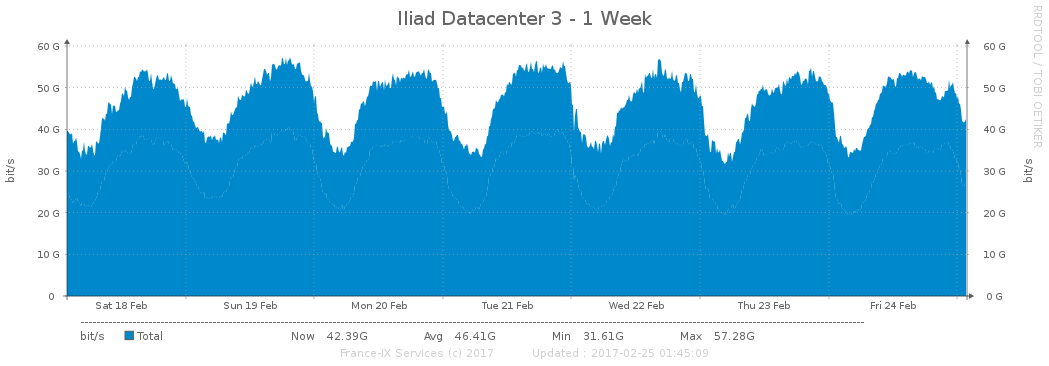 Iliad Datacenter 3 - 1 Week
RRDTOOL / TOBI OETIKER
bit/s
60 G
50 G
40 G
30 G
20 G
10 G
0
60 G
50 G
40 G
30 G
20 G
10 G
0 G
bit/s
Sat 18 Feb Sun 19 Feb Mon 20 Feb Tue 21 Feb Wed 22 Feb Thu 23 Feb Fri 24 Feb
bit/s Total Now 42.39G Avg 46.41G Min 31.61G Max 57.28G
France-IX Services (c) 2017 Updated : 2017-02-25 01:45:09